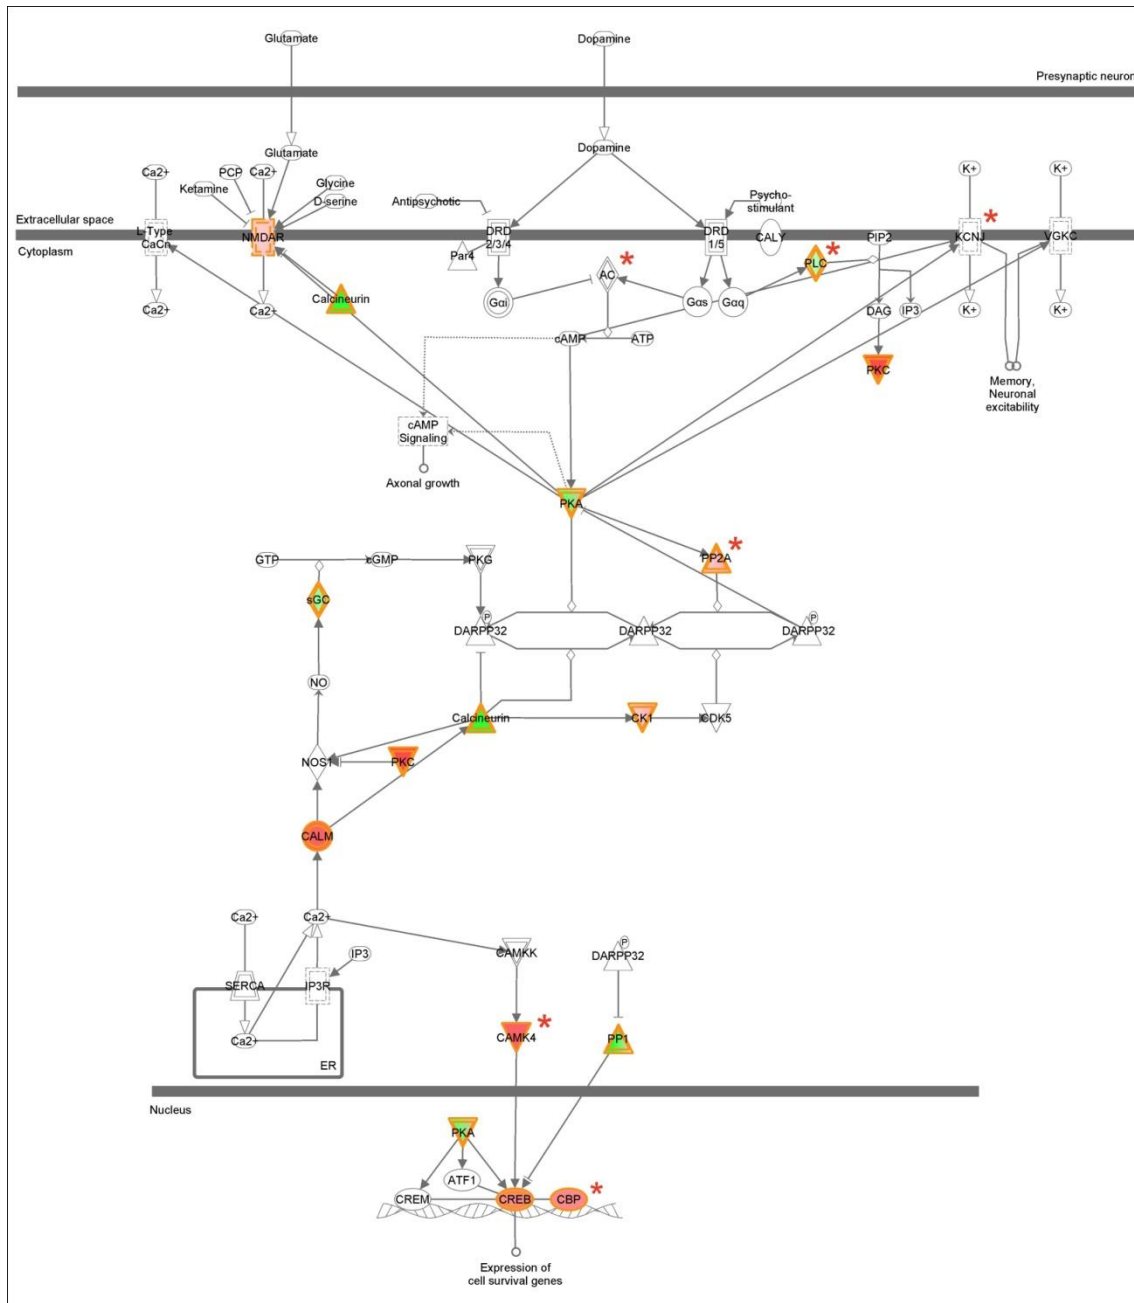 Glutamate
Dopamine
Presynaptic neuron
Glutamate
Dopamine
Ca2+
PCP
Ca2+
Ketamine
Glycine
D-serine
Antipsychotic
Psycho-
stimulant
K+
K+
Extracellular space
Cytoplasm
L-Type
CaCn
NMDAR
DRD
2/3/4
DRD
1/5
CALY
PIP2
KCNJ
*
VGKC
Par4
AC
*
PLC
*
Calcineurin
Ca2+
Ca2+
Gαi
Gαs
Gαq
DAG
IP3
K+
K+
cAMP
ATP
PKC
Memory,
Neuronal
excitability
cAMP
Signaling
Axonal growth
PKA
GTP
cGMP
PKG
PP2A
*
sGC
P
DARPP32
DARPP32
P
DARPP32
NO
Calcineurin
CK1
CDK5
NOS1
PKC
CALM
Ca2+
Ca2+
CAMKK
P
DARPP32
IP3
SERCA
IP3R
Ca2+
ER
CAMK4
*
PP1
Nucleus
PKA
ATF1
CREM
CREB
CBP
*
Expression of
cell survival genes